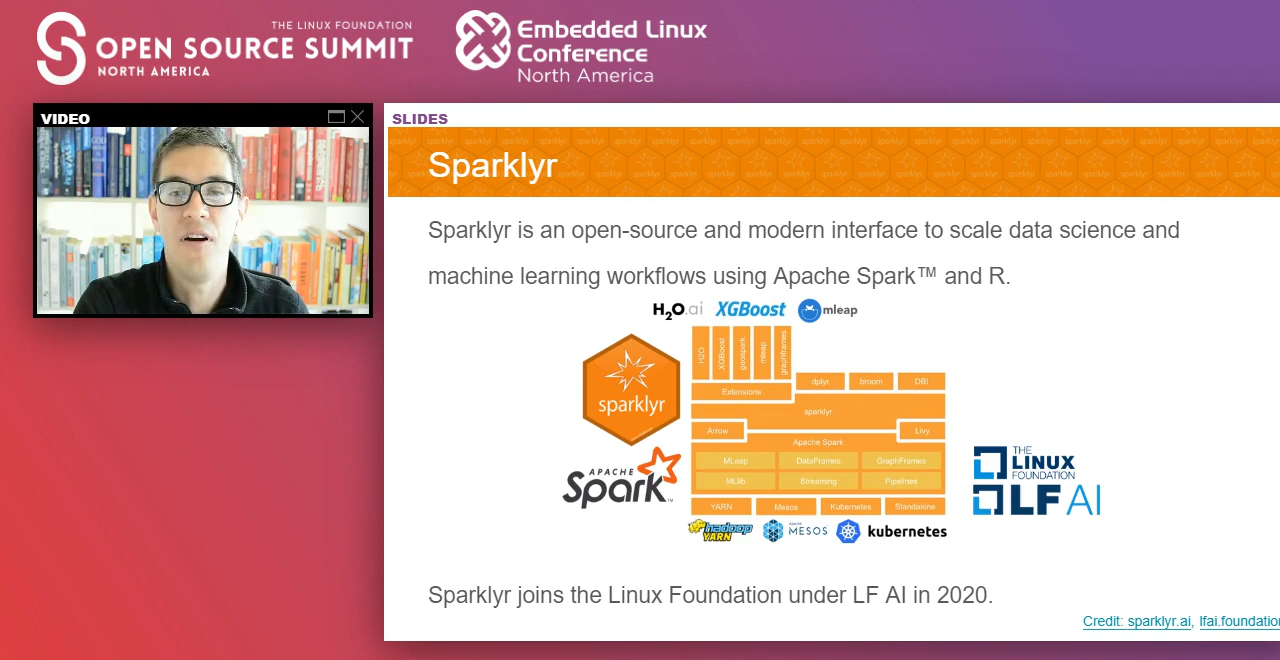 THE LINUX FOUNDATION
OPEN SOURCE SUMMIT
NORTH AMERICA
Embedded Linux
Conference
North America
VIDEO
SLIDES
Sparklyr
Sparklyr is an open-source and modern interface to scale data science and
machine learning workflows using Apache Spark™ and R.
H2O.ai XGBoost mleap
H2O
XGBoost
geospark
mleap
graphframes
Extensions
dplyr broom DBI
sparklyr
sparklyr
Arrow Livy
Apache Spark
MLeap DataFrames GraphFrames
MLlib Streaming Pipelines
YARN Mesos Kubernetes Standalone
APACHE
Spark™
hadoop
YARN
Apache
MESOS
kubernetes
THE
LINUX
FOUNDATION
LF AI
Sparklyr joins the Linux Foundation under LF AI in 2020.
Credit: sparklyr.ai, lfai.foundation